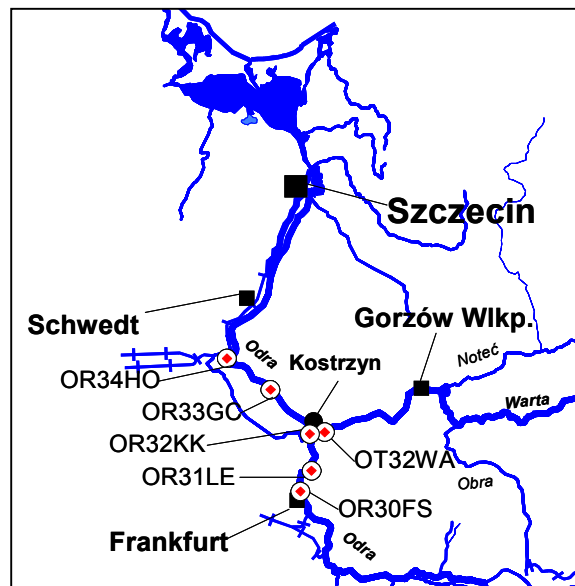 Szczecin
Schwedt
Gorzów Wlkp.
Odra
Kostrzyn
Noteć
OR34HO
OR33GO
Warta
OR32KK
OT32WA
OR31LE
Obra
OR30FS
Frankfurt
Odra